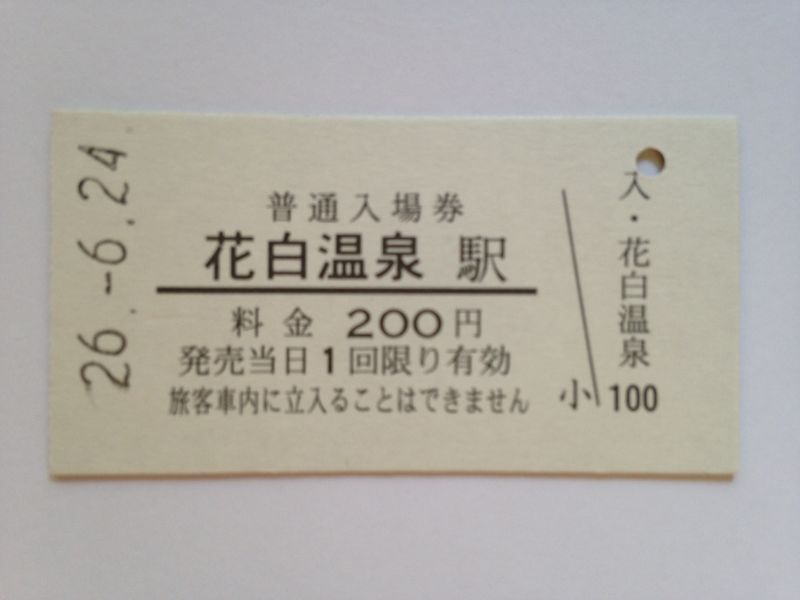 26.-6.24
普通入場券
花白温泉 駅
料金 200円
発売当日1回限り有効
旅客車内に立入ることはできません
入・花白温泉
小 100